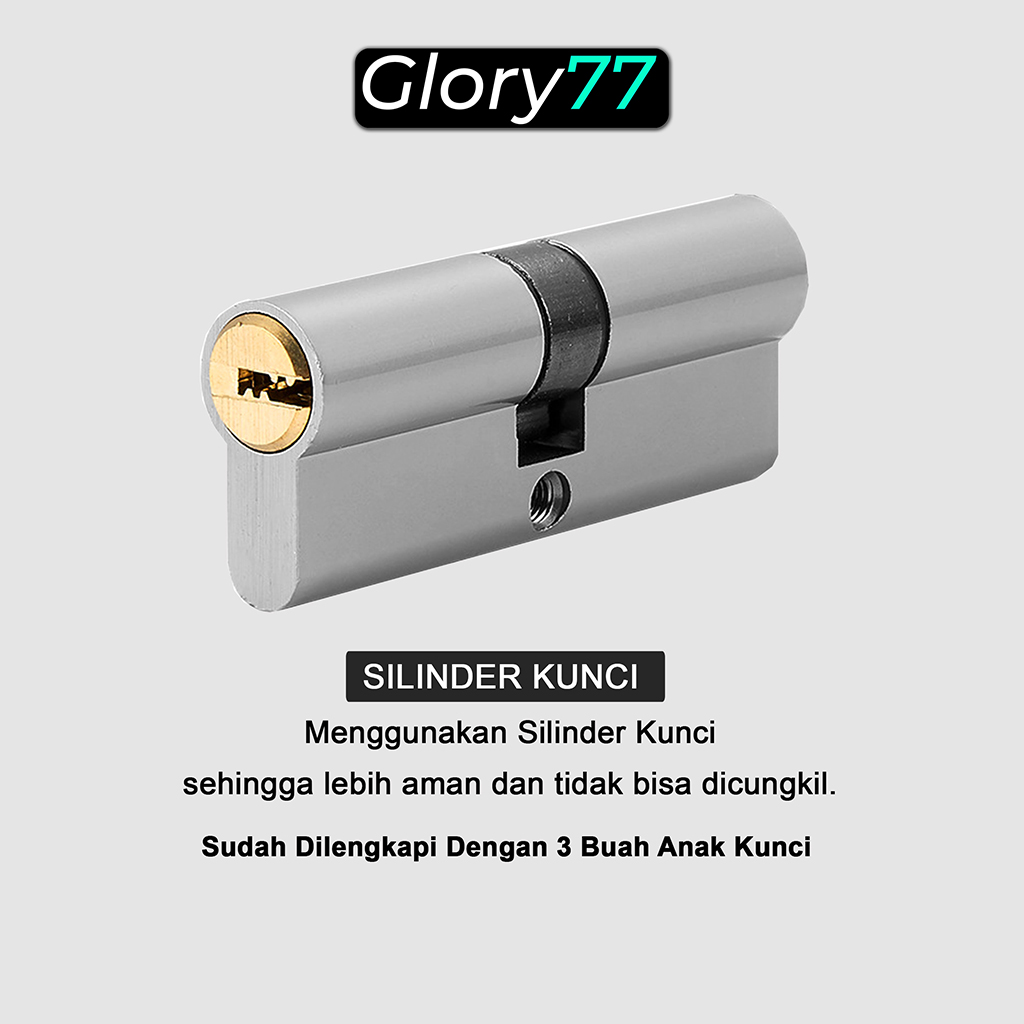 Glory77
SILINDER KUNCI
Menggunakan Silinder Kunci
sehingga lebih aman dan tidak bisa dicungkil.
Sudah Dilengkapi Dengan 3 Buah Anak Kunci